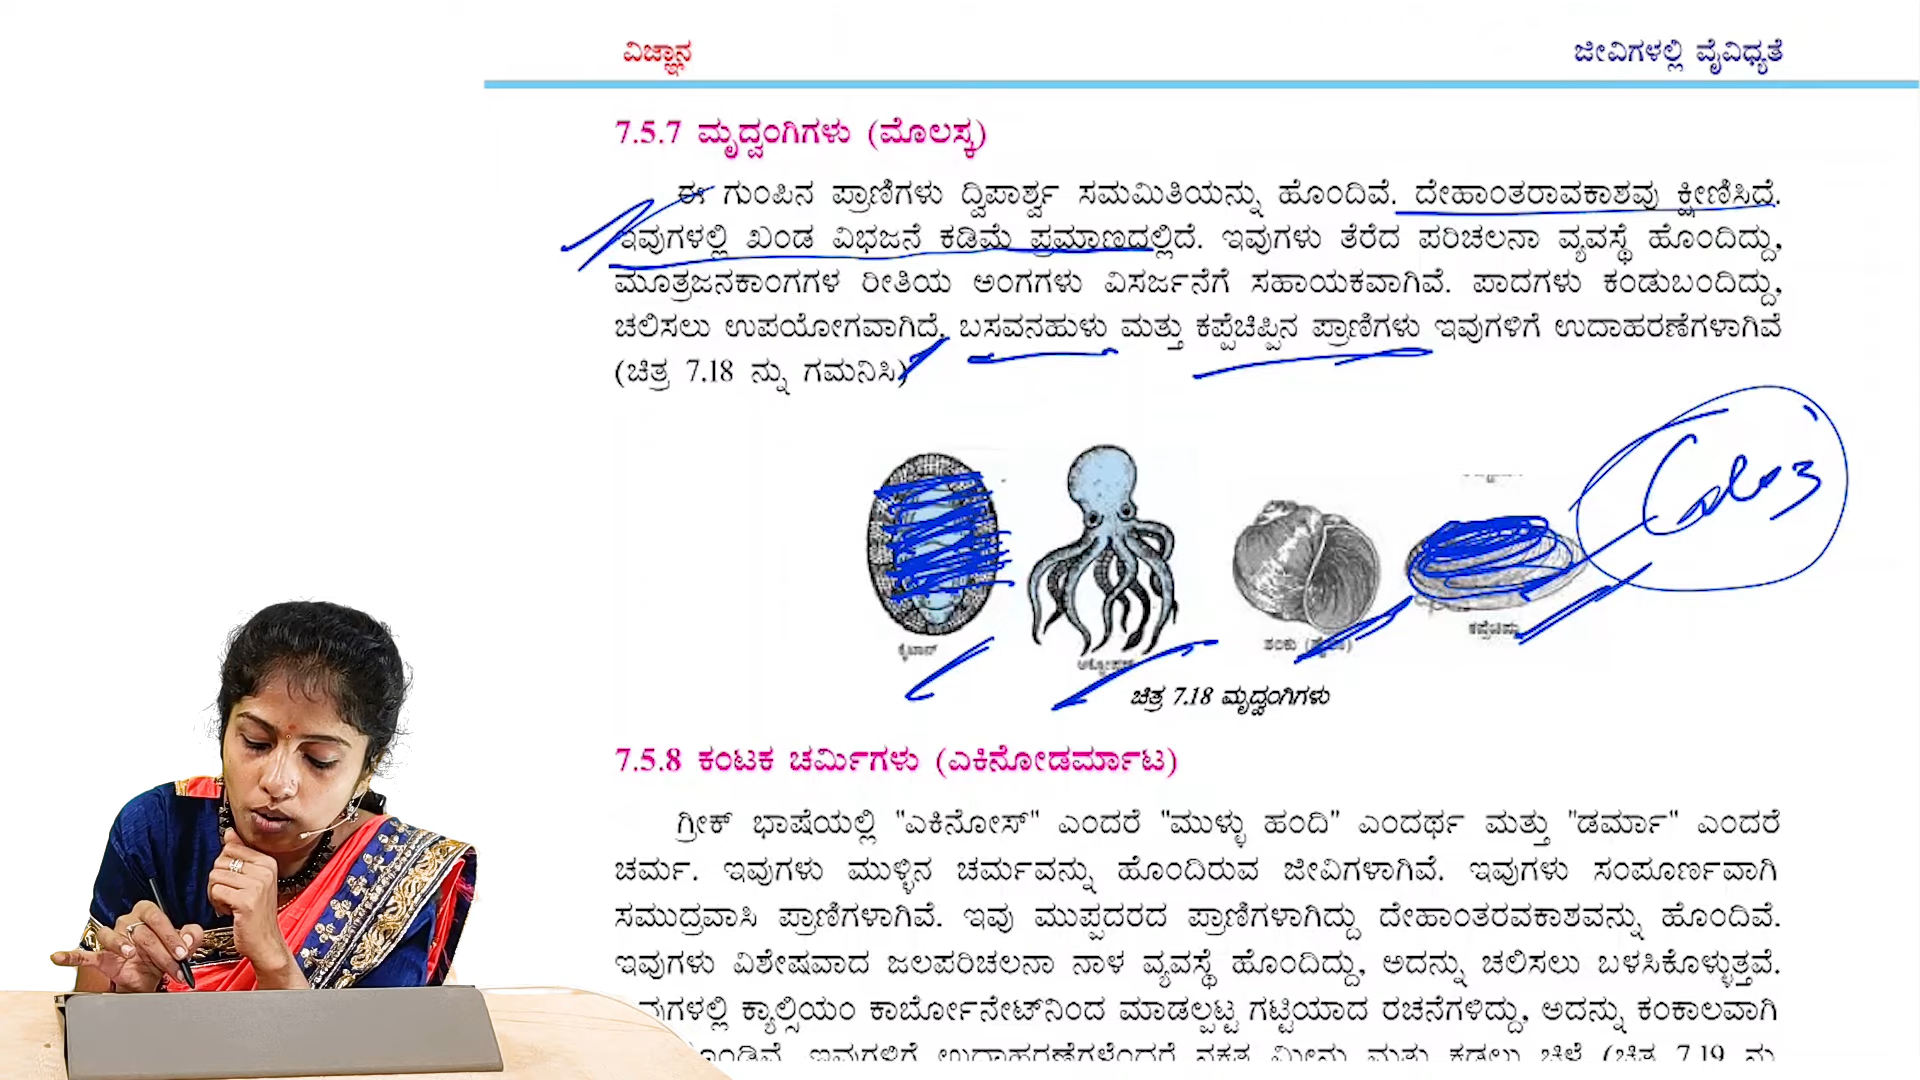 ವಿಜ್ಞಾನ
ಜೀವಿಗಳಲ್ಲಿ ವೈವಿಧ್ಯತೆ
7.5.7 ಮೃದ್ವಂಗಿಗಳು (ಮೊಲಸ್ಕ)
ಈ ಗುಂಪಿನ ಪ್ರಾಣಿಗಳು ದ್ವಿಪಾರ್ಶ್ವ ಸಮಮಿತಿಯನ್ನು ಹೊಂದಿವೆ. ದೇಹಾಂತರಾವಕಾಶವು ಕ್ಷೀಣಿಸಿದೆ.
ಇವುಗಳಲ್ಲಿ ಖಂಡ ವಿಭಜನೆ ಕಡಿಮೆ ಪ್ರಮಾಣದಲ್ಲಿದೆ. ಇವುಗಳು ತೆರೆದ ಪರಿಚಲನಾ ವ್ಯವಸ್ಥೆ ಹೊಂದಿದ್ದು,
ಮೂತ್ರಜನಕಾಂಗಗಳ ರೀತಿಯ ಅಂಗಗಳು ವಿಸರ್ಜನೆಗೆ ಸಹಾಯಕವಾಗಿವೆ. ಪಾದಗಳು ಕಂಡುಬಂದಿದ್ದು,
ಚಲಿಸಲು ಉಪಯೋಗವಾಗಿದೆ. ಬಸವನಹುಳು ಮತ್ತು ಕಪ್ಪೆಚಿಪ್ಪಿನ ಪ್ರಾಣಿಗಳು ಇವುಗಳಿಗೆ ಉದಾಹರಣೆಗಳಾಗಿವೆ
(ಚಿತ್ರ 7.18 ನ್ನು ಗಮನಿಸಿ)
ಕೈಟಾನ್
ಚಿತ್ರ 7.18 ಮೃದ್ವಂಗಿಗಳು
7.5.8 ಕಂಟಕ ಚರ್ಮಿಗಳು (ಎಕಿನೋಡರ್ಮಾಟ)
ಗ್ರೀಕ್ ಭಾಷೆಯಲ್ಲಿ "ಎಕಿನೋಸ್" ಎಂದರೆ "ಮುಳ್ಳು ಹಂದಿ" ಎಂದರ್ಥ ಮತ್ತು "ಡರ್ಮಾ" ಎಂದರೆ
ಚರ್ಮ. ಇವುಗಳು ಮುಳ್ಳಿನ ಚರ್ಮವನ್ನು ಹೊಂದಿರುವ ಜೀವಿಗಳಾಗಿವೆ. ಇವುಗಳು ಸಂಪೂರ್ಣವಾಗಿ
ಸಮುದ್ರವಾಸಿ ಪ್ರಾಣಿಗಳಾಗಿವೆ. ಇವು ಮುಪ್ಪದರದ ಪ್ರಾಣಿಗಳಾಗಿದ್ದು ದೇಹಾಂತರವಕಾಶವನ್ನು ಹೊಂದಿವೆ.
ಇವುಗಳು ವಿಶೇಷವಾದ ಜಲಪರಿಚಲನಾ ನಾಳ ವ್ಯವಸ್ಥೆ ಹೊಂದಿದ್ದು, ಅದನ್ನು ಚಲಿಸಲು ಬಳಸಿಕೊಳ್ಳುತ್ತವೆ.
ಕ್ಯಾಲ್ಸಿಯಂ ಕಾರ್ಬೋನೇಟ್‌ನಿಂದ ಮಾಡಲ್ಪಟ್ಟ ಗಟ್ಟಿಯಾದ ರಚನೆಗಳಿದ್ದು, ಅದನ್ನು ಕಂಕಾಲವಾಗಿ